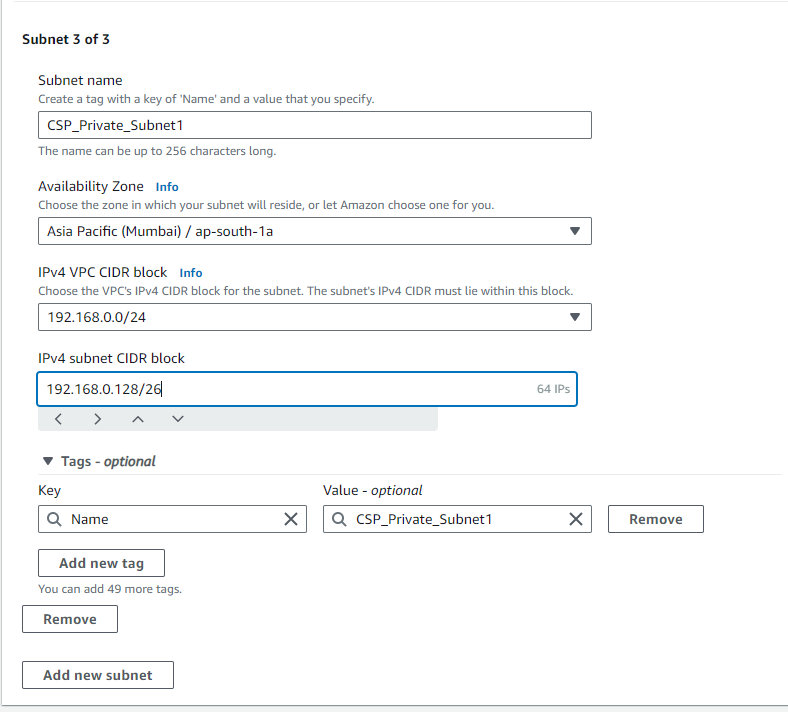 Subnet 3 of 3
Subnet name
Create a tag with a key of 'Name' and a value that you specify.
CSP_Private_Subnet1
The name can be up to 256 characters long.
Availability Zone Info
Choose the zone in which your subnet will reside, or let Amazon choose one for you.
Asia Pacific (Mumbai) / ap-south-1a
IPv4 VPC CIDR block Info
Choose the VPC's IPv4 CIDR block for the subnet. The subnet's IPv4 CIDR must lie within this block.
192.168.0.0/24
IPv4 subnet CIDR block
192.168.0.128/26 64 IPs
Tags - optional
Key Value - optional
Name CSP_Private_Subnet1 Remove
Add new tag
You can add 49 more tags.
Remove
Add new subnet